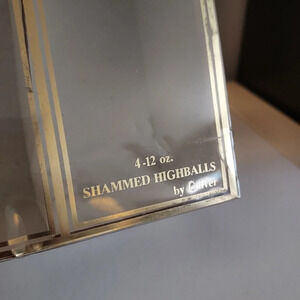 4-12 oz.
SHAMMED HIGHBALLS
by Culver